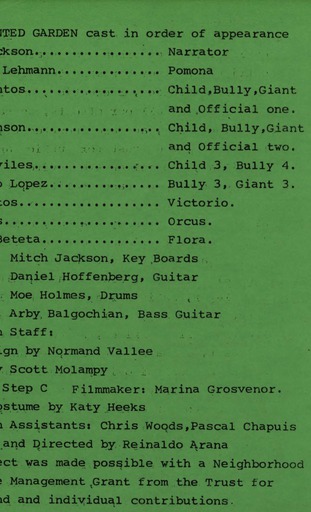 NTED GARDEN cast in order of appearance
ckson................ Narrator
Lehmann............. Pomona
ntos................. Child,Bully,Giant
and Official one.
nson................. Child, Bully,Giant
and Official two.
viles................ Child 3, Bully 4.
o Lopez.............. Bully 3, Giant 3.
tos.................. Victorio.
s.................... Orcus.
Beteta............... Flora.
Mitch Jackson, Key Boards
Daniel Hoffenberg, Guitar
Moe Holmes, Drums
Arby Balgochian, Bass Guitar
n Staff:
ign by Normand Vallee
y Scott Molampy
Step C Filmmaker: Marina Grosvenor.
ostume by Katy Heeks
n Assistants: Chris Woods,Pascal Chapuis
and Directed by Reinaldo Arana
ect was made possible with a Neighborhood
e Management Grant from the Trust for
nd and individual contributions.